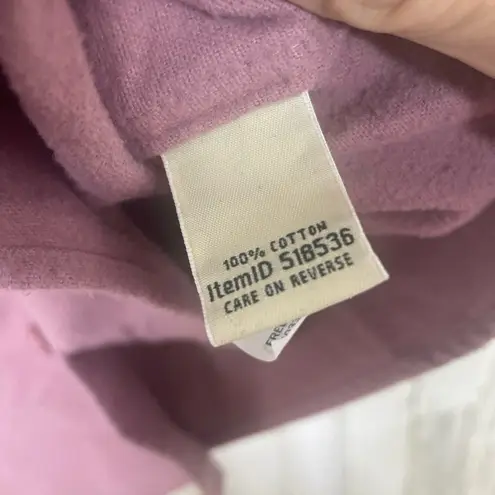 100% COTTON
ItemID 518536
CARE ON REVERSE